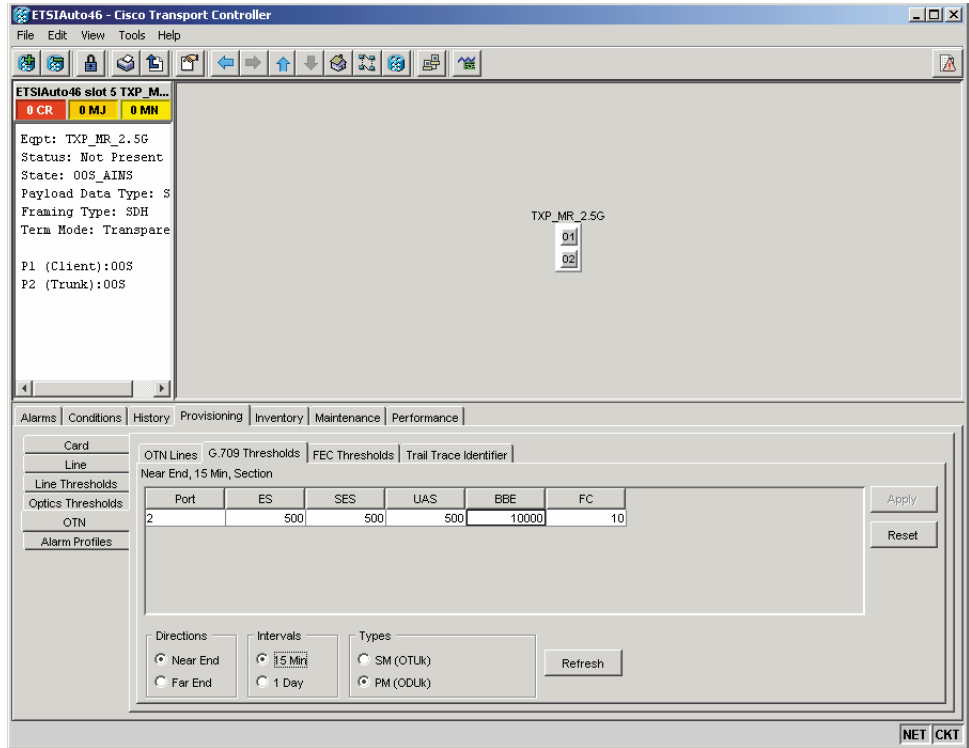 ETSIAuto46 - Cisco Transport Controller
File Edit View Tools Help
ETSIAuto46 slot 5 TXP_M...
0 CR 0 MJ 0 MN
Eqpt: TXP_MR_2.5G
Status: Not Present
State: OOS_AINS
Payload Data Type: S
Framing Type: SDH
Term Mode: Transpare
P1 (Client):OOS
P2 (Trunk):OOS
TXP_MR_2.5G
01
02
Alarms Conditions History Provisioning Inventory Maintenance Performance
Card
Line
Line Thresholds
Optics Thresholds
OTN
Alarm Profiles
OTN Lines G.709 Thresholds FEC Thresholds Trail Trace Identifier
Near End, 15 Min, Section
Port ES SES UAS BBE FC
2 500 500 500 10000 10
Apply
Reset
Directions Intervals Types
Near End 15 Min SM (OTUk)
Far End 1 Day PM (ODUk)
Refresh
NET CKT